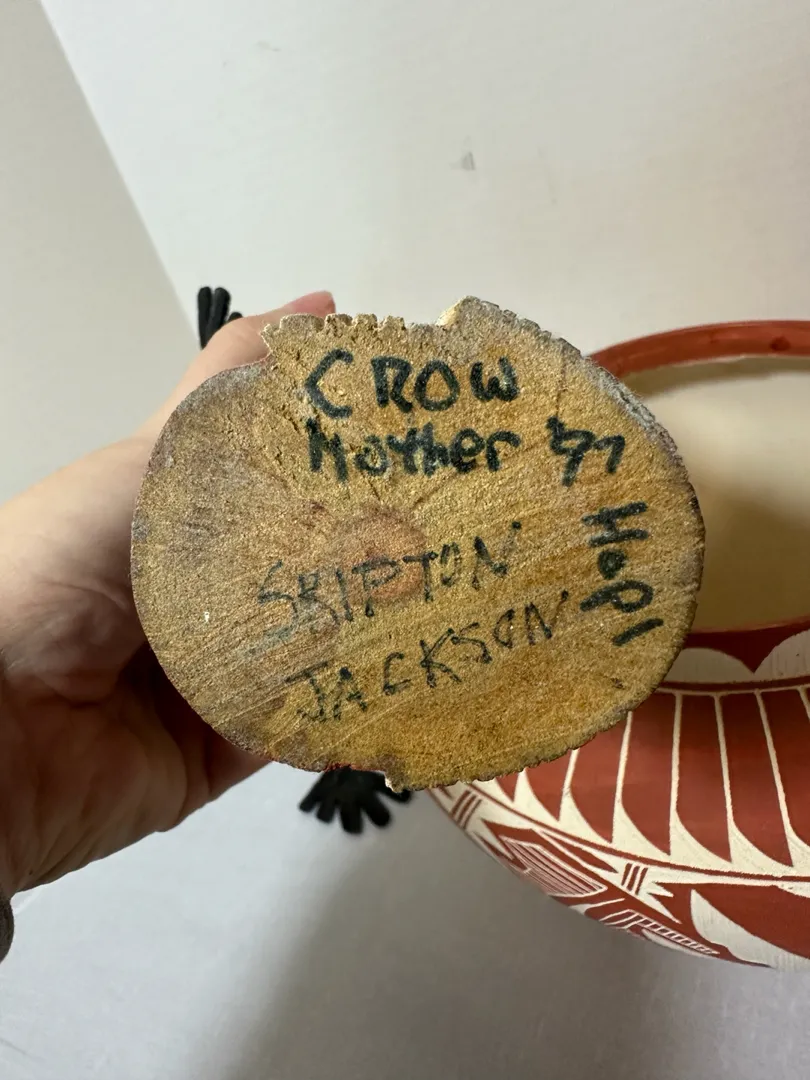 CROW
Mother '97
HOPI
SKIPTON
JACKSON